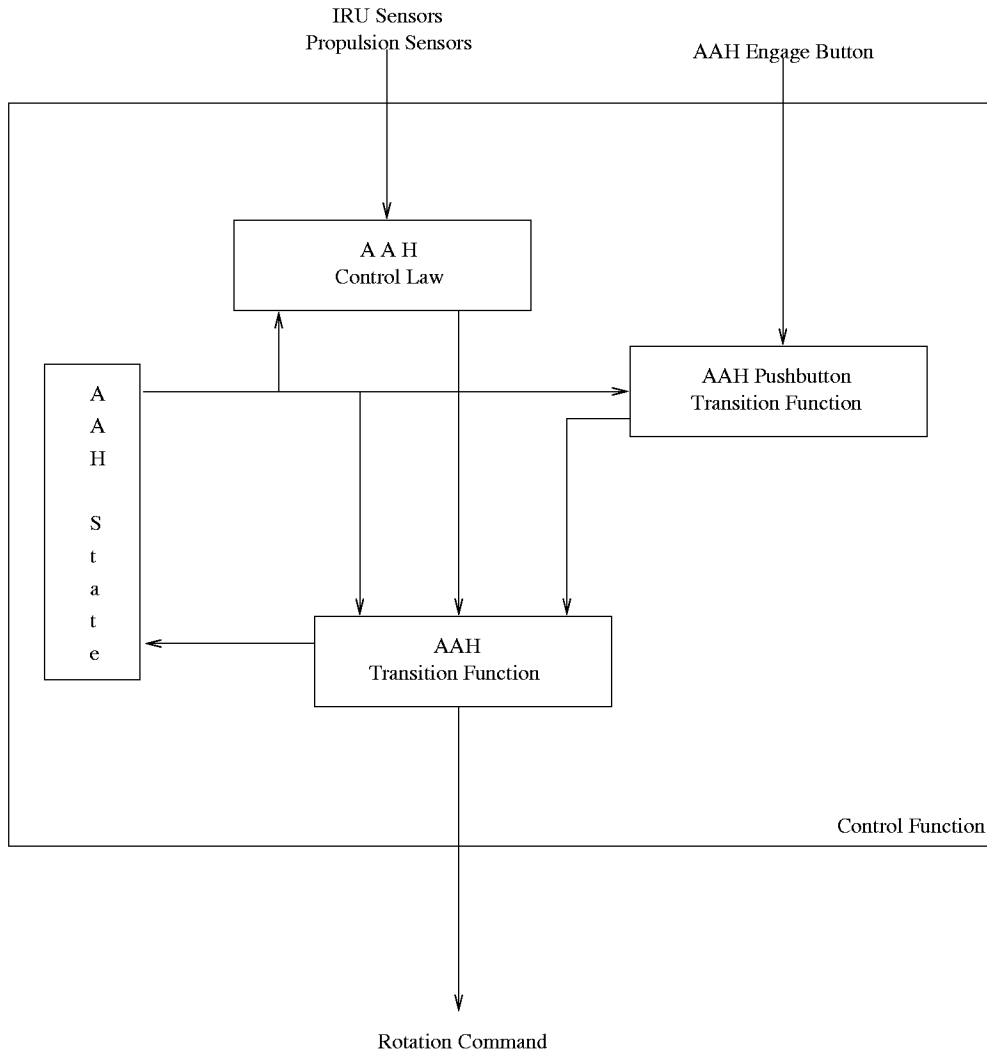 IRU Sensors
Propulsion Sensors
AAH Engage Button
A A H
Control Law
AAH Pushbutton
Transition Function
A
A
H
S
t
a
t
e
AAH
Transition Function
Control Function
Rotation Command